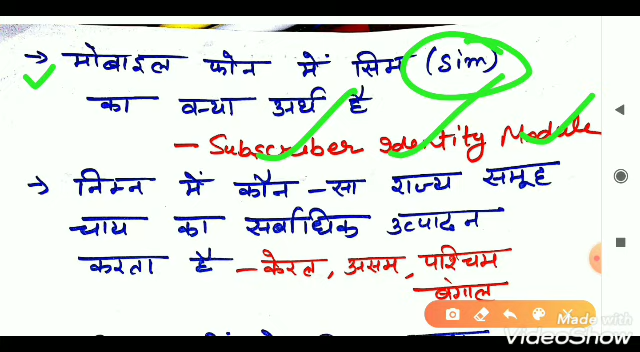 → मोबाइल फोन में सिम (Sim)
का क्या अर्थ है
- Subscriber Identity Module
→ निम्न में कौन-सा राज्य समूह
चाय का सर्वाधिक उत्पादन
करता है - केरल, असम, पश्चिम
बंगाल
Made with
VideoShow